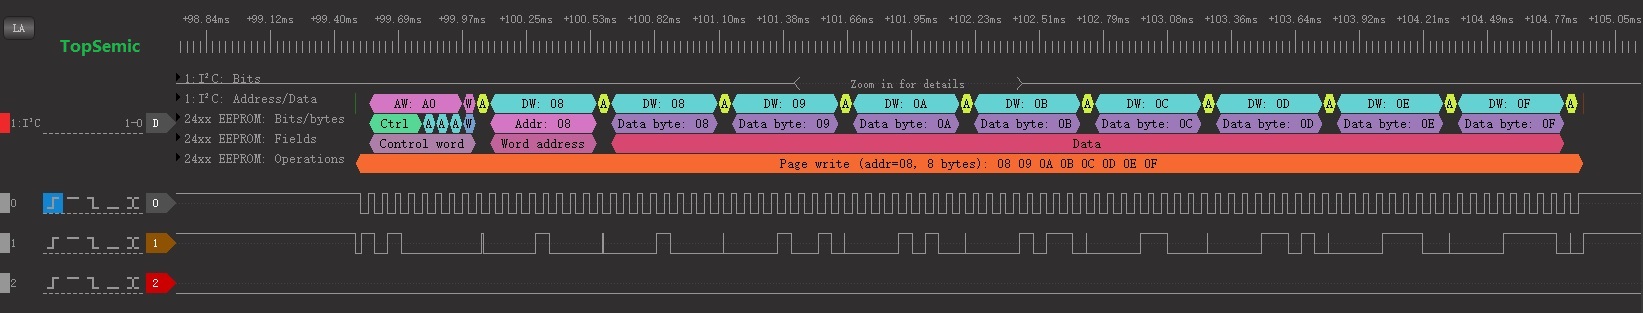 +98.84ms +99.12ms +99.40ms +99.69ms +99.97ms +100.25ms +100.53ms +100.82ms +101.10ms +101.38ms +101.66ms +101.95ms +102.23ms +102.51ms +102.79ms +103.08ms +103.36ms +103.64ms +103.92ms +104.21ms +104.49ms +104.77ms +105.05ms
LA
TopSemic
1:I²C: Bits Zoom in for details
1:I²C: Address/Data AW: A0 W A DW: 08 A DW: 08 A DW: 09 A DW: 0A A DW: 0B A DW: 0C A DW: 0D A DW: 0E A DW: 0F A
1:I²C 1-0 D 24xx EEPROM: Bits/bytes Ctrl A A A W Addr: 08 Data byte: 08 Data byte: 09 Data byte: 0A Data byte: 0B Data byte: 0C Data byte: 0D Data byte: 0E Data byte: 0F
24xx EEPROM: Fields Control word Word address Data
24xx EEPROM: Operations Page write (addr=08, 8 bytes): 08 09 0A 0B 0C 0D 0E 0F
0 0
1 1
2 2